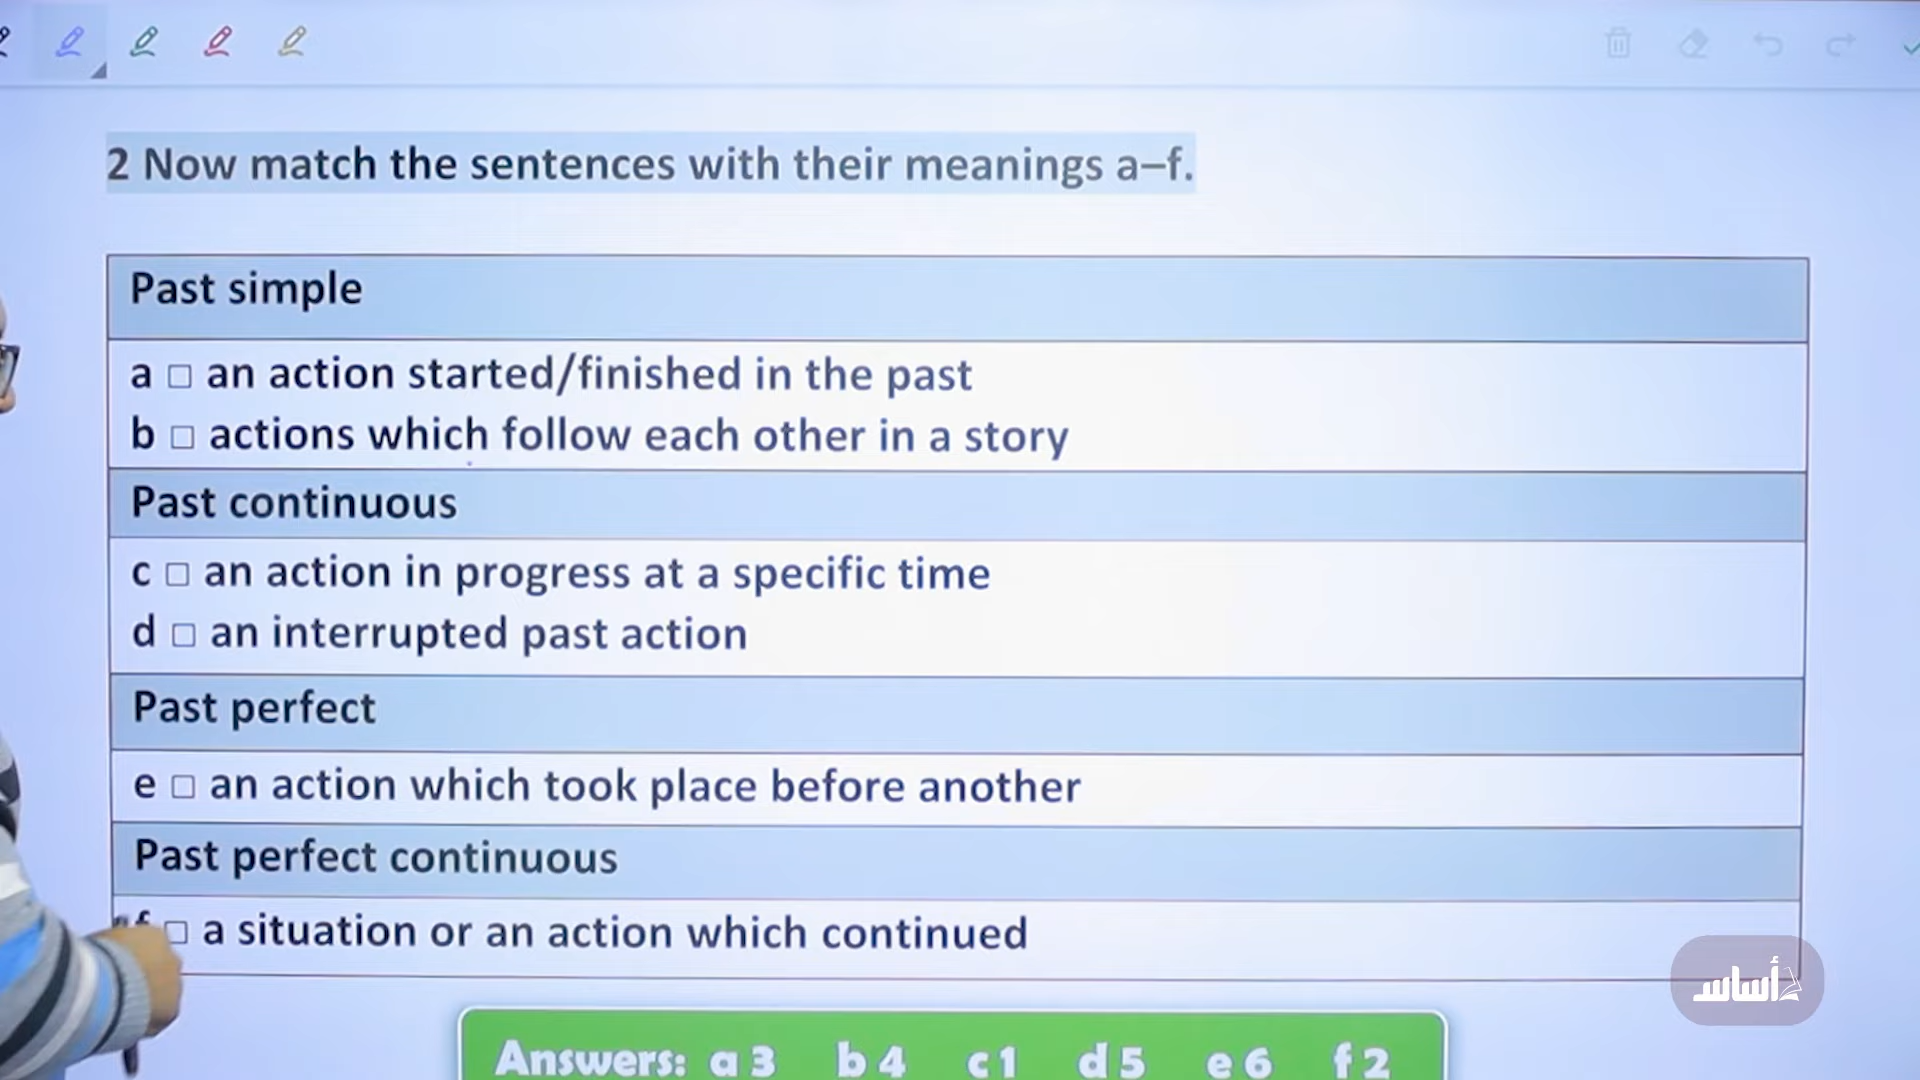 2 Now match the sentences with their meanings a–f.
Past simple
a □ an action started/finished in the past
b □ actions which follow each other in a story
Past continuous
c □ an action in progress at a specific time
d □ an interrupted past action
Past perfect
e □ an action which took place before another
Past perfect continuous
f □ a situation or an action which continued
أساس
Answers: a 3 b 4 c 1 d 5 e 6 f 2